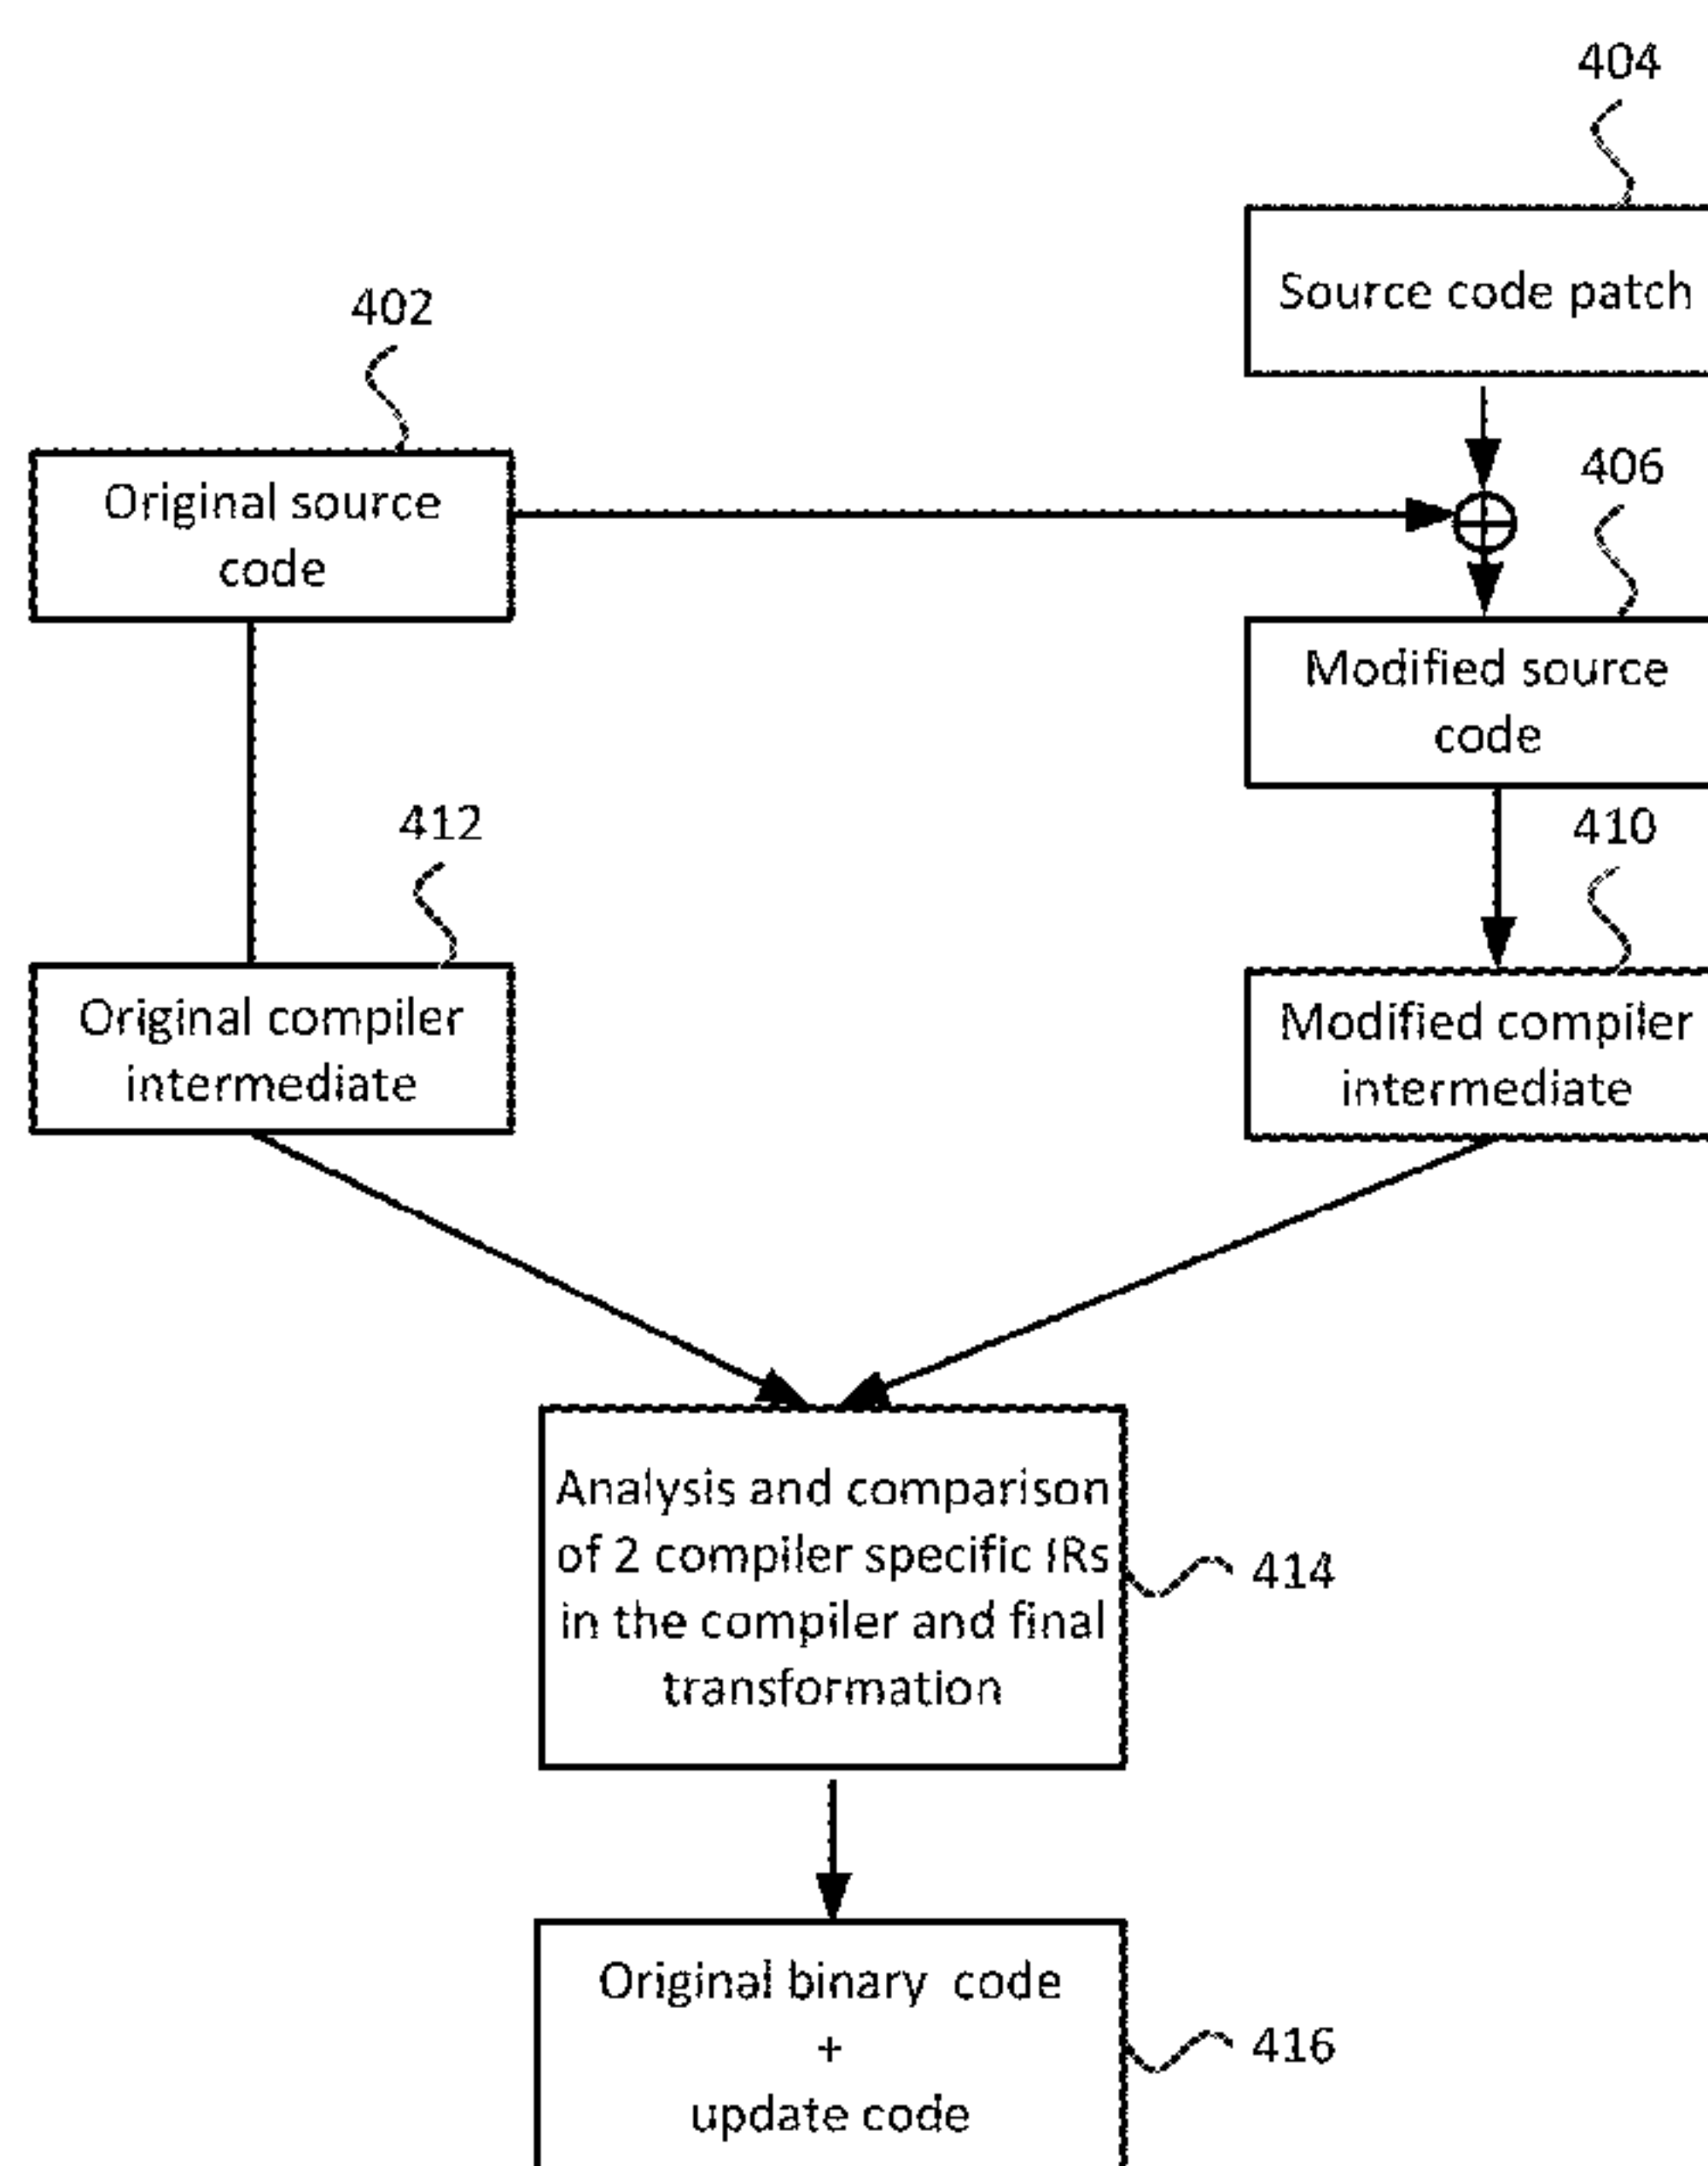 404
Source code patch
402
Original source
code
406
Modified source
code
412
Original compiler
intermediate
410
Modified compiler
intermediate
Analysis and comparison
of 2 compiler specific IRs
in the compiler and final
transformation
414
Original binary code
+
update code
416